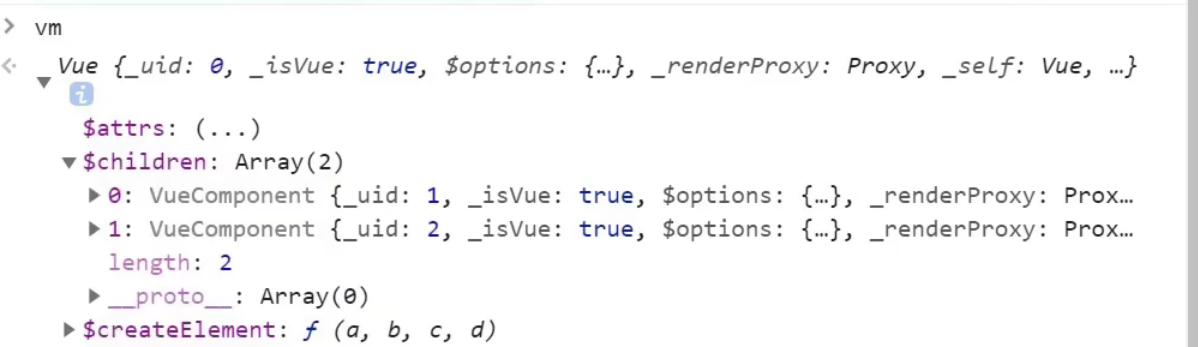 > vm
Vue {_uid: 0, _isVue: true, $options: {…}, _renderProxy: Proxy, _self: Vue, …}
i
$attrs: (...)
▼$children: Array(2)
▶0: VueComponent {_uid: 1, _isVue: true, $options: {…}, _renderProxy: Prox…
▶1: VueComponent {_uid: 2, _isVue: true, $options: {…}, _renderProxy: Prox…
length: 2
▶__proto__: Array(0)
▶$createElement: ƒ (a, b, c, d)